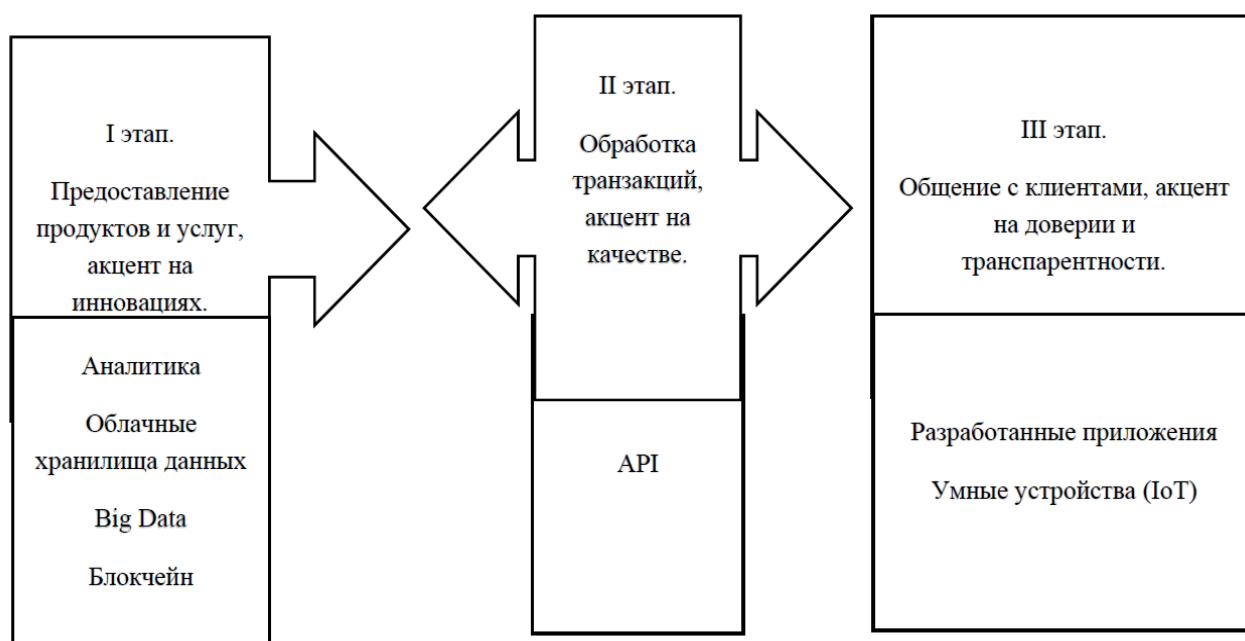 I этап.
Предоставление
продуктов и услуг,
акцент на
инновациях.
Аналитика
Облачные
хранилища данных
Big Data
Блокчейн
II этап.
Обработка
транзакций,
акцент на
качестве.
API
III этап.
Общение с клиентами, акцент
на доверии и
транспарентности.
Разработанные приложения
Умные устройства (IoT)